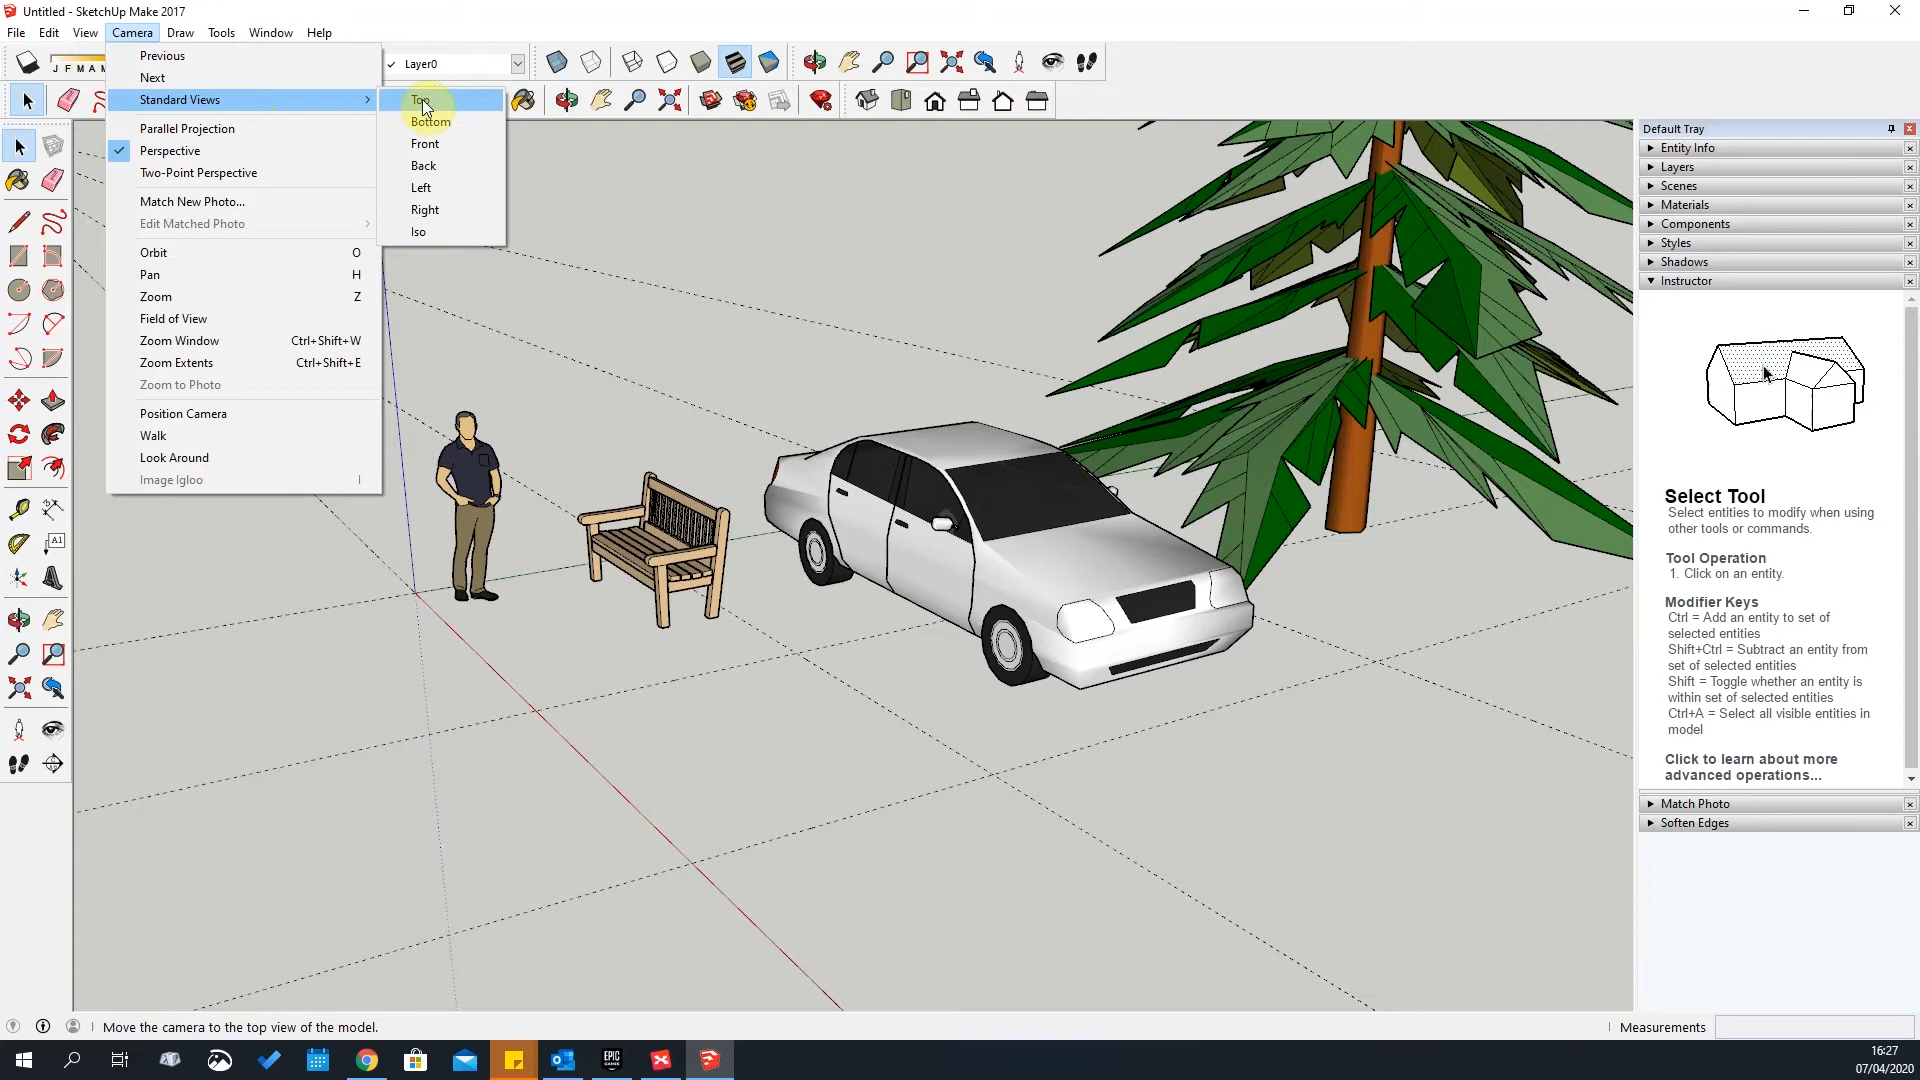 Untitled - SketchUp Make 2017
File Edit View Camera Draw Tools Window Help
J F M A M
✓ Layer0
Previous
Next
Standard Views
Parallel Projection
✓ Perspective
Two-Point Perspective
Match New Photo...
Edit Matched Photo
Orbit O
Pan H
Zoom Z
Field of View
Zoom Window Ctrl+Shift+W
Zoom Extents Ctrl+Shift+E
Zoom to Photo
Position Camera
Walk
Look Around
Image Igloo I
Top
Bottom
Front
Back
Left
Right
Iso
A1
Default Tray
Entity Info
Layers
Scenes
Materials
Components
Styles
Shadows
Instructor
Select Tool
Select entities to modify when using
other tools or commands.
Tool Operation
1. Click on an entity.
Modifier Keys
Ctrl = Add an entity to set of
selected entities
Shift+Ctrl = Subtract an entity from
set of selected entities
Shift = Toggle whether an entity is
within set of selected entities
Ctrl+A = Select all visible entities in
model
Click to learn about more
advanced operations...
Match Photo
Soften Edges
Move the camera to the top view of the model.
Measurements
EPIC
GAMES
16:27
07/04/2020